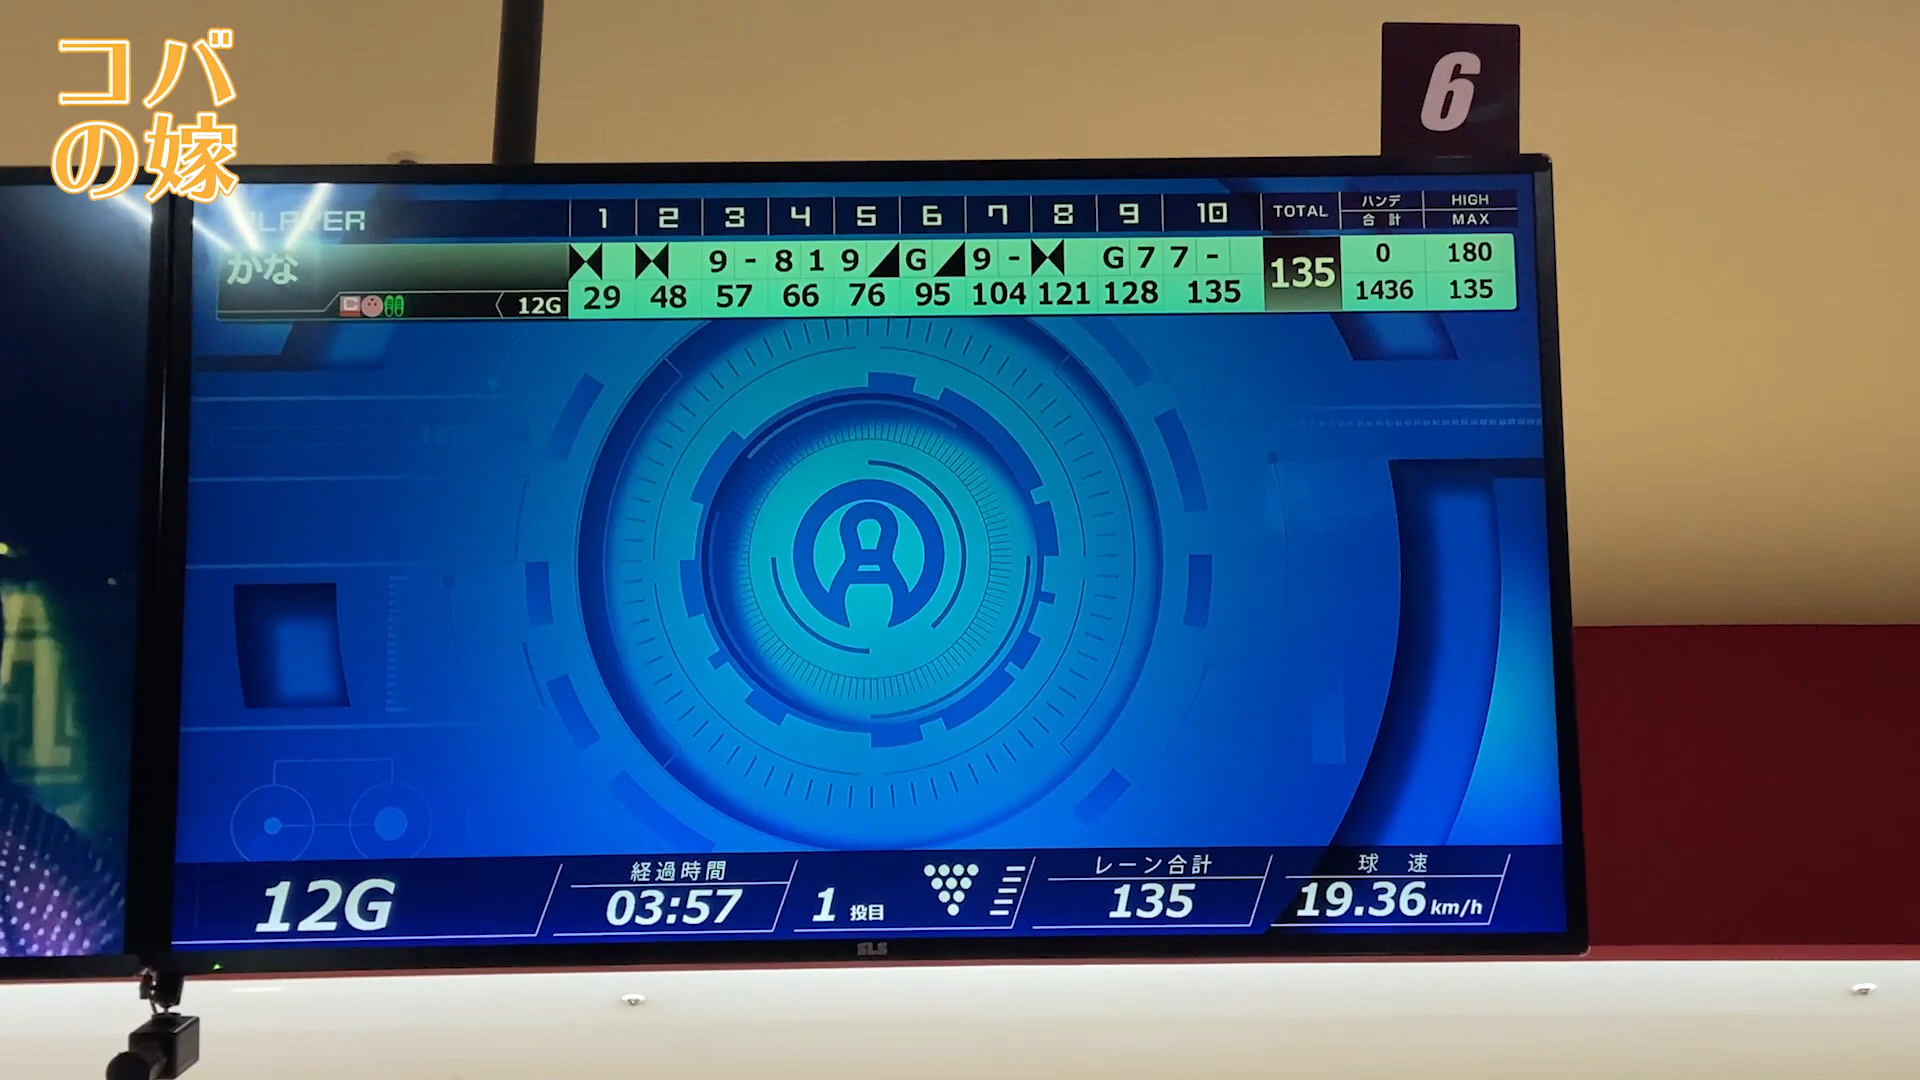 コバ
の嫁
6
PLAYER 1 2 3 4 5 6 7 8 9 10 TOTAL ハンデ 合計 HIGH MAX
かな 9 - 8 1 9 G 9 - G 7 7 - 135 0 180
12G 29 48 57 66 76 95 104 121 128 135 1436 135
経過時間 レーン合計 球速
12G 03:57 1投目 135 19.36 km/h
SLS